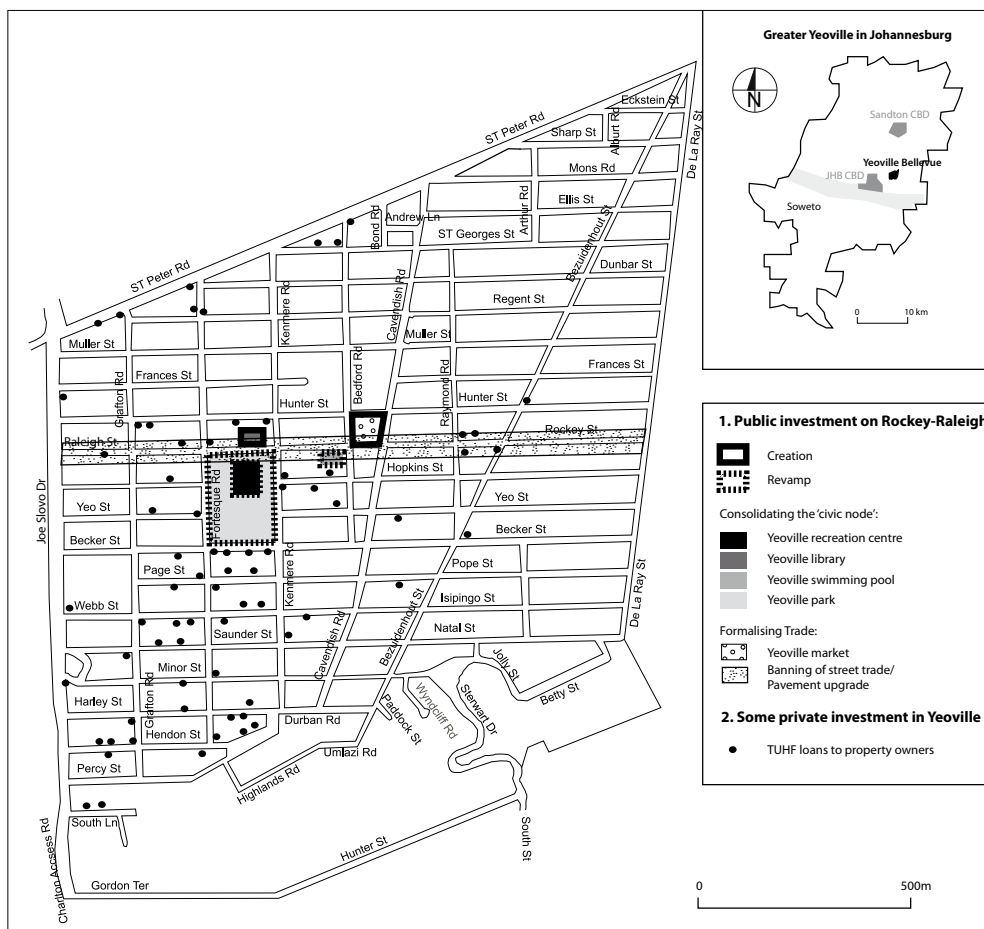 Greater Yeoville in Johannesburg
N
Sandton CBD
Yeoville Bellevue
JHB CBD
Soweto
0 10 km
1. Public investment on Rockey-Raleigh
Creation
Revamp
Consolidating the 'civic node':
Yeoville recreation centre
Yeoville library
Yeoville swimming pool
Yeoville park
Formalising Trade:
Yeoville market
Banning of street trade/
Pavement upgrade
2. Some private investment in Yeoville
TUHF loans to property owners
0 500m
Eckstein St
ST Peter Rd
Sharp St
Alburt Rd
De La Ray St
Mons Rd
Ellis St
Arthur Rd
Andrew Ln
Bond Rd
ST Georges St
Bezuidenhout St
Dunbar St
ST Peter Rd
Kenmere Rd
Cavendish Rd
Regent St
Muller St
Muller St
Frances St
Frances St
Grafton Rd
Bedford Rd
Raymond Rd
Hunter St
Hunter St
Raleigh St
Rockey St
Hopkins St
Joe Slovo Dr
Fortesque Rd
Yeo St
Yeo St
Becker St
Becker St
Page St
Kenmere Rd
Pope St
De La Ray St
Webb St
Isipingo St
Saunder St
Natal St
Cavendish Rd
Bezuidenhout St
Minor St
Jolly St
Harley St
Grafton Rd
Betty St
Paddock St
Wyndcliff Rd
Sterwart Dr
Durban Rd
Hendon St
Umlazi Rd
Percy St
Highlands Rd
South Ln
Hunter St
South St
Charlton Accsess Rd
Gordon Ter